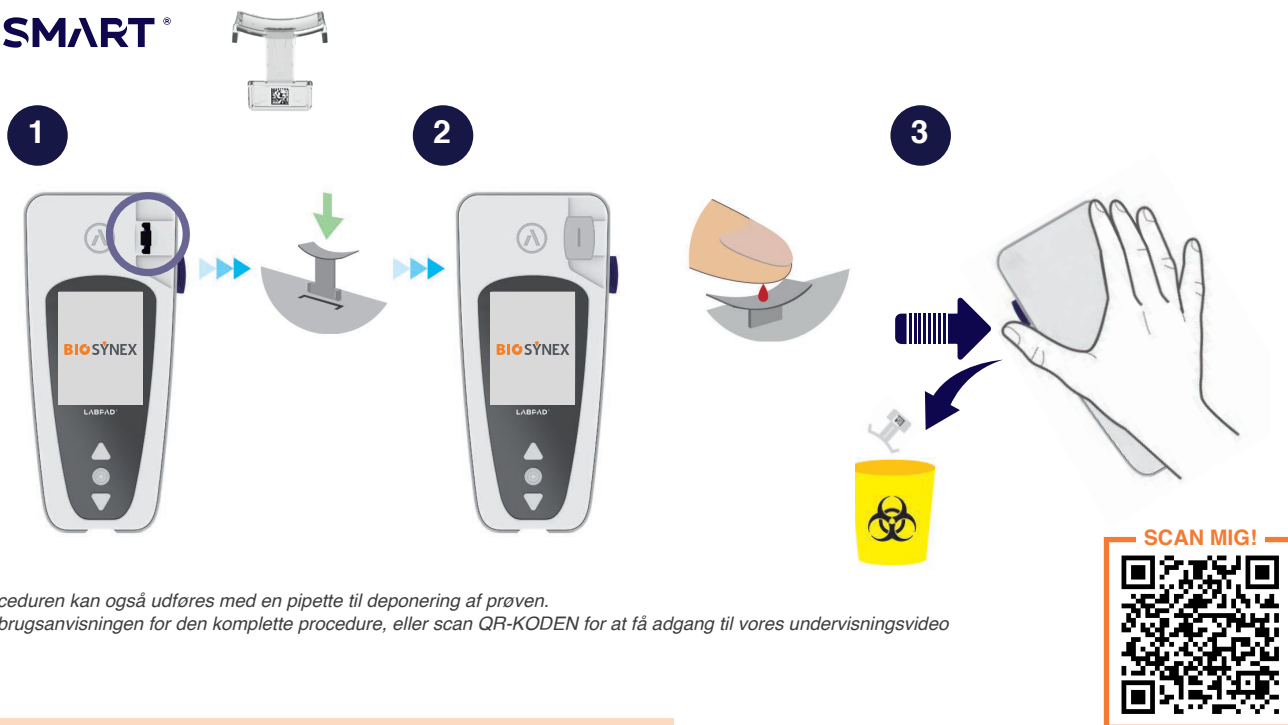 SMART®
1
2
3
BIOSYNEX
LABPAD
BIOSYNEX
LABPAD
SCAN MIG!
ceduren kan også udføres med en pipette til deponering af prøven.
brugsanvisningen for den komplette procedure, eller scan QR-KODEN for at få adgang til vores undervisningsvideo